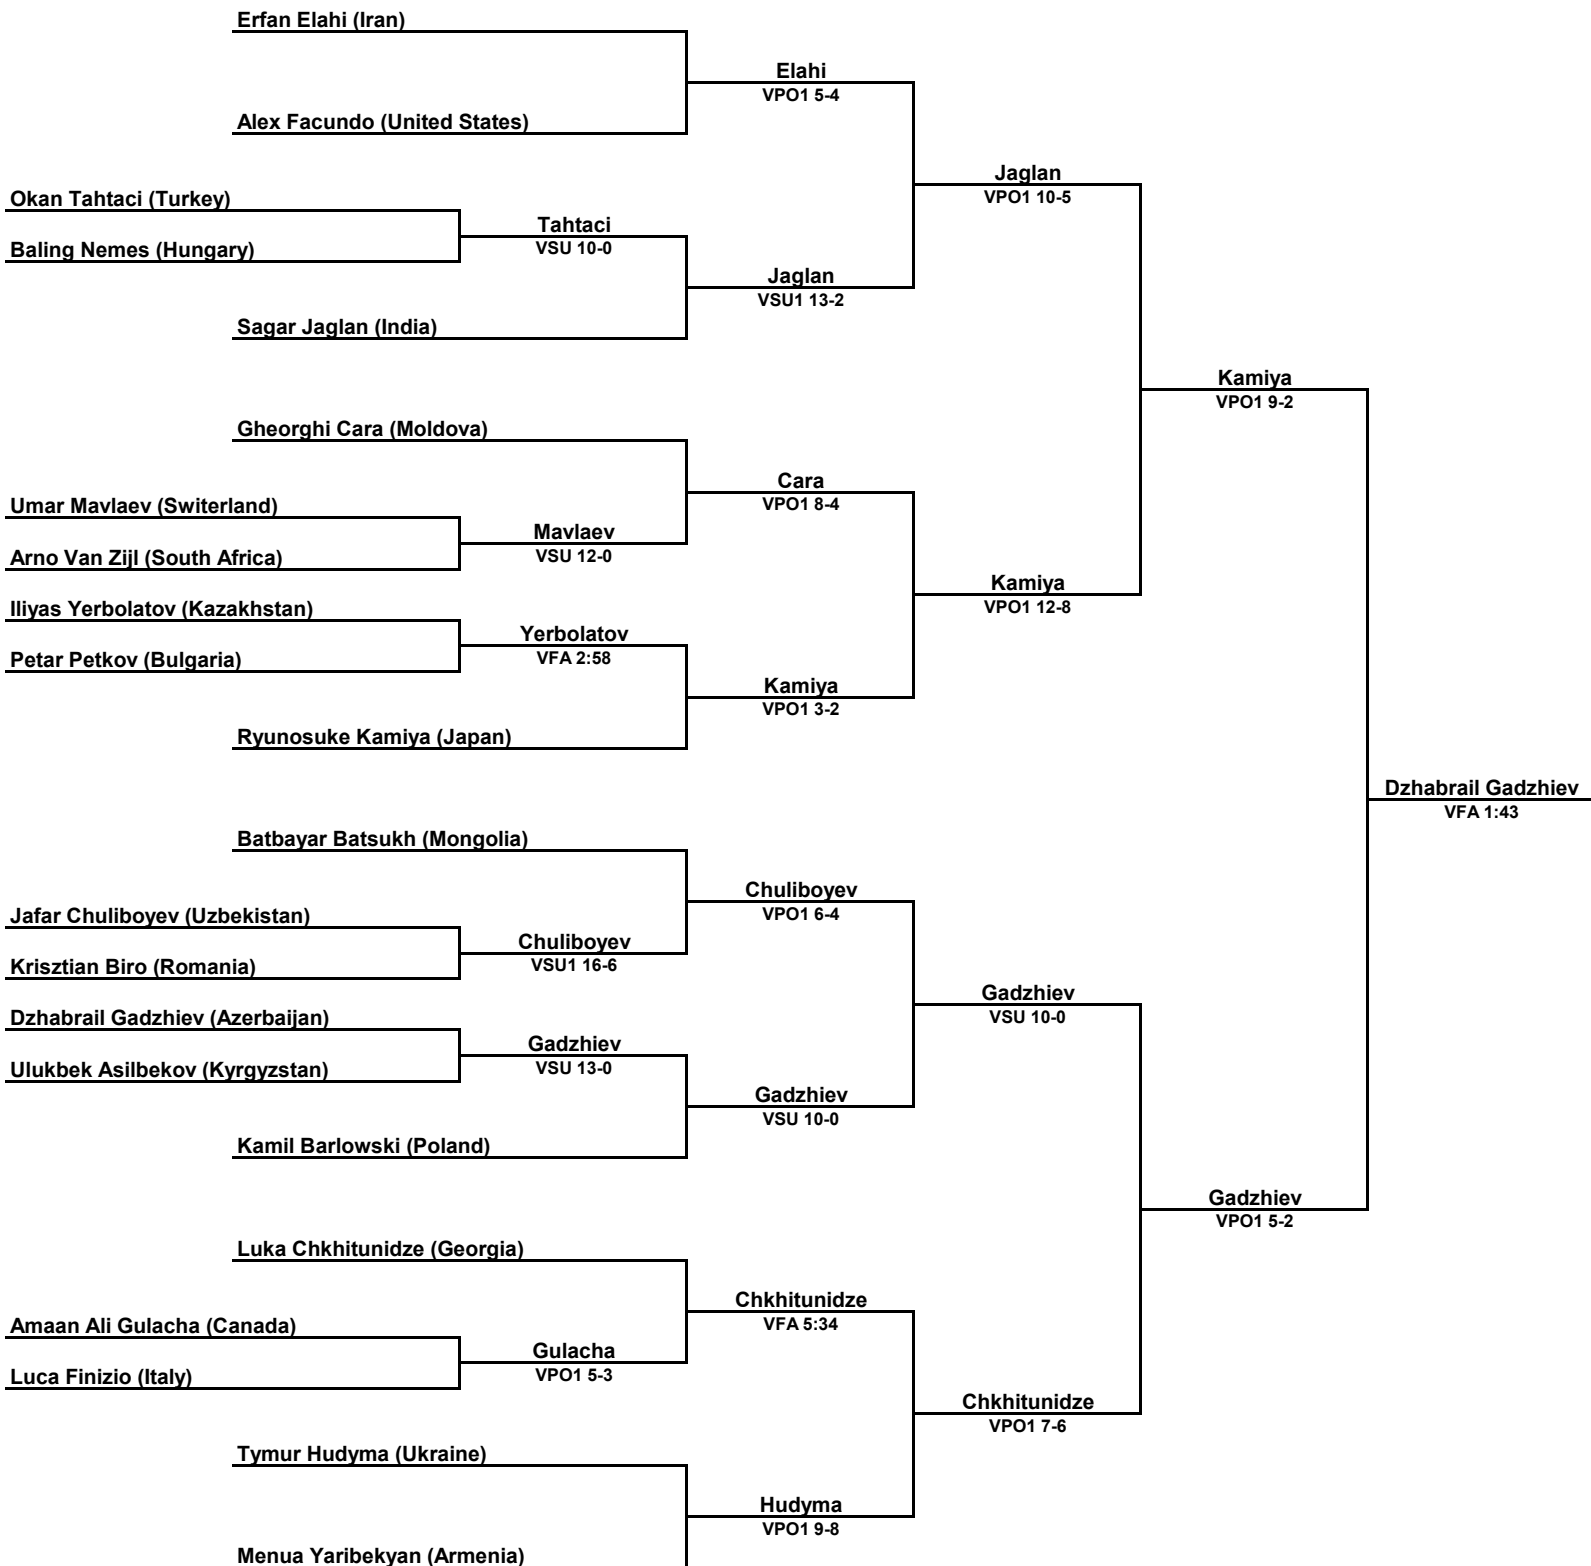 Erfan Elahi (Iran)
Elahi
VPO1 5-4
Alex Facundo (United States)
Jaglan
VPO1 10-5
Okan Tahtaci (Turkey)
Tahtaci
VSU 10-0
Baling Nemes (Hungary)
Jaglan
VSU1 13-2
Sagar Jaglan (India)
Kamiya
VPO1 9-2
Gheorghi Cara (Moldova)
Cara
VPO1 8-4
Umar Mavlaev (Switerland)
Mavlaev
VSU 12-0
Arno Van Zijl (South Africa)
Kamiya
VPO1 12-8
Iliyas Yerbolatov (Kazakhstan)
Yerbolatov
VFA 2:58
Petar Petkov (Bulgaria)
Kamiya
VPO1 3-2
Ryunosuke Kamiya (Japan)
Dzhabrail Gadzhiev
VFA 1:43
Batbayar Batsukh (Mongolia)
Chuliboyev
VPO1 6-4
Jafar Chuliboyev (Uzbekistan)
Chuliboyev
VSU1 16-6
Krisztian Biro (Romania)
Gadzhiev
VSU 10-0
Dzhabrail Gadzhiev (Azerbaijan)
Gadzhiev
VSU 13-0
Ulukbek Asilbekov (Kyrgyzstan)
Gadzhiev
VSU 10-0
Kamil Barlowski (Poland)
Gadzhiev
VPO1 5-2
Luka Chkhitunidze (Georgia)
Chkhitunidze
VFA 5:34
Amaan Ali Gulacha (Canada)
Gulacha
VPO1 5-3
Luca Finizio (Italy)
Chkhitunidze
VPO1 7-6
Tymur Hudyma (Ukraine)
Hudyma
VPO1 9-8
Menua Yaribekyan (Armenia)